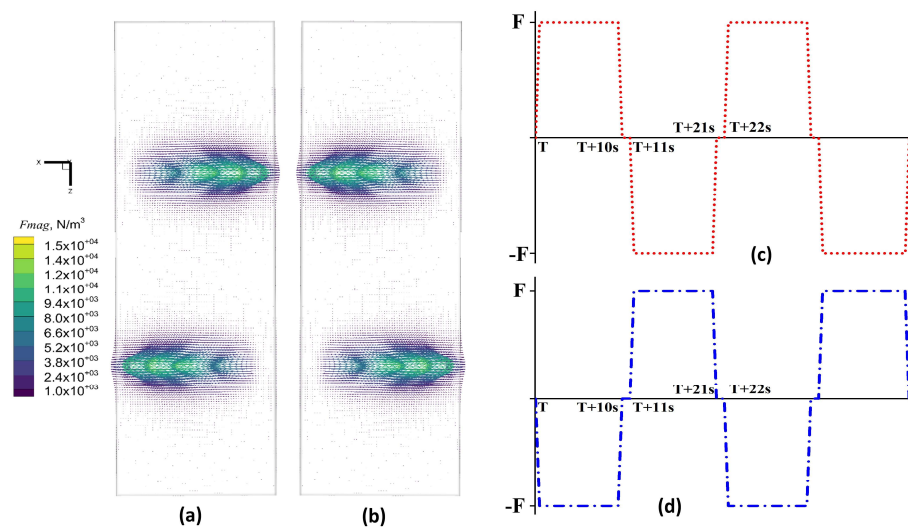 x
z
Fmag, N/m³
1.5x10⁺⁰⁴
1.4x10⁺⁰⁴
1.2x10⁺⁰⁴
1.1x10⁺⁰⁴
9.4x10⁺⁰³
8.0x10⁺⁰³
6.6x10⁺⁰³
5.2x10⁺⁰³
3.8x10⁺⁰³
2.4x10⁺⁰³
1.0x10⁺⁰³
(a)
(b)
F
T+21s
T+22s
T
T+10s
T+11s
-F
(c)
F
T+21s
T+22s
T
T+10s
T+11s
-F
(d)